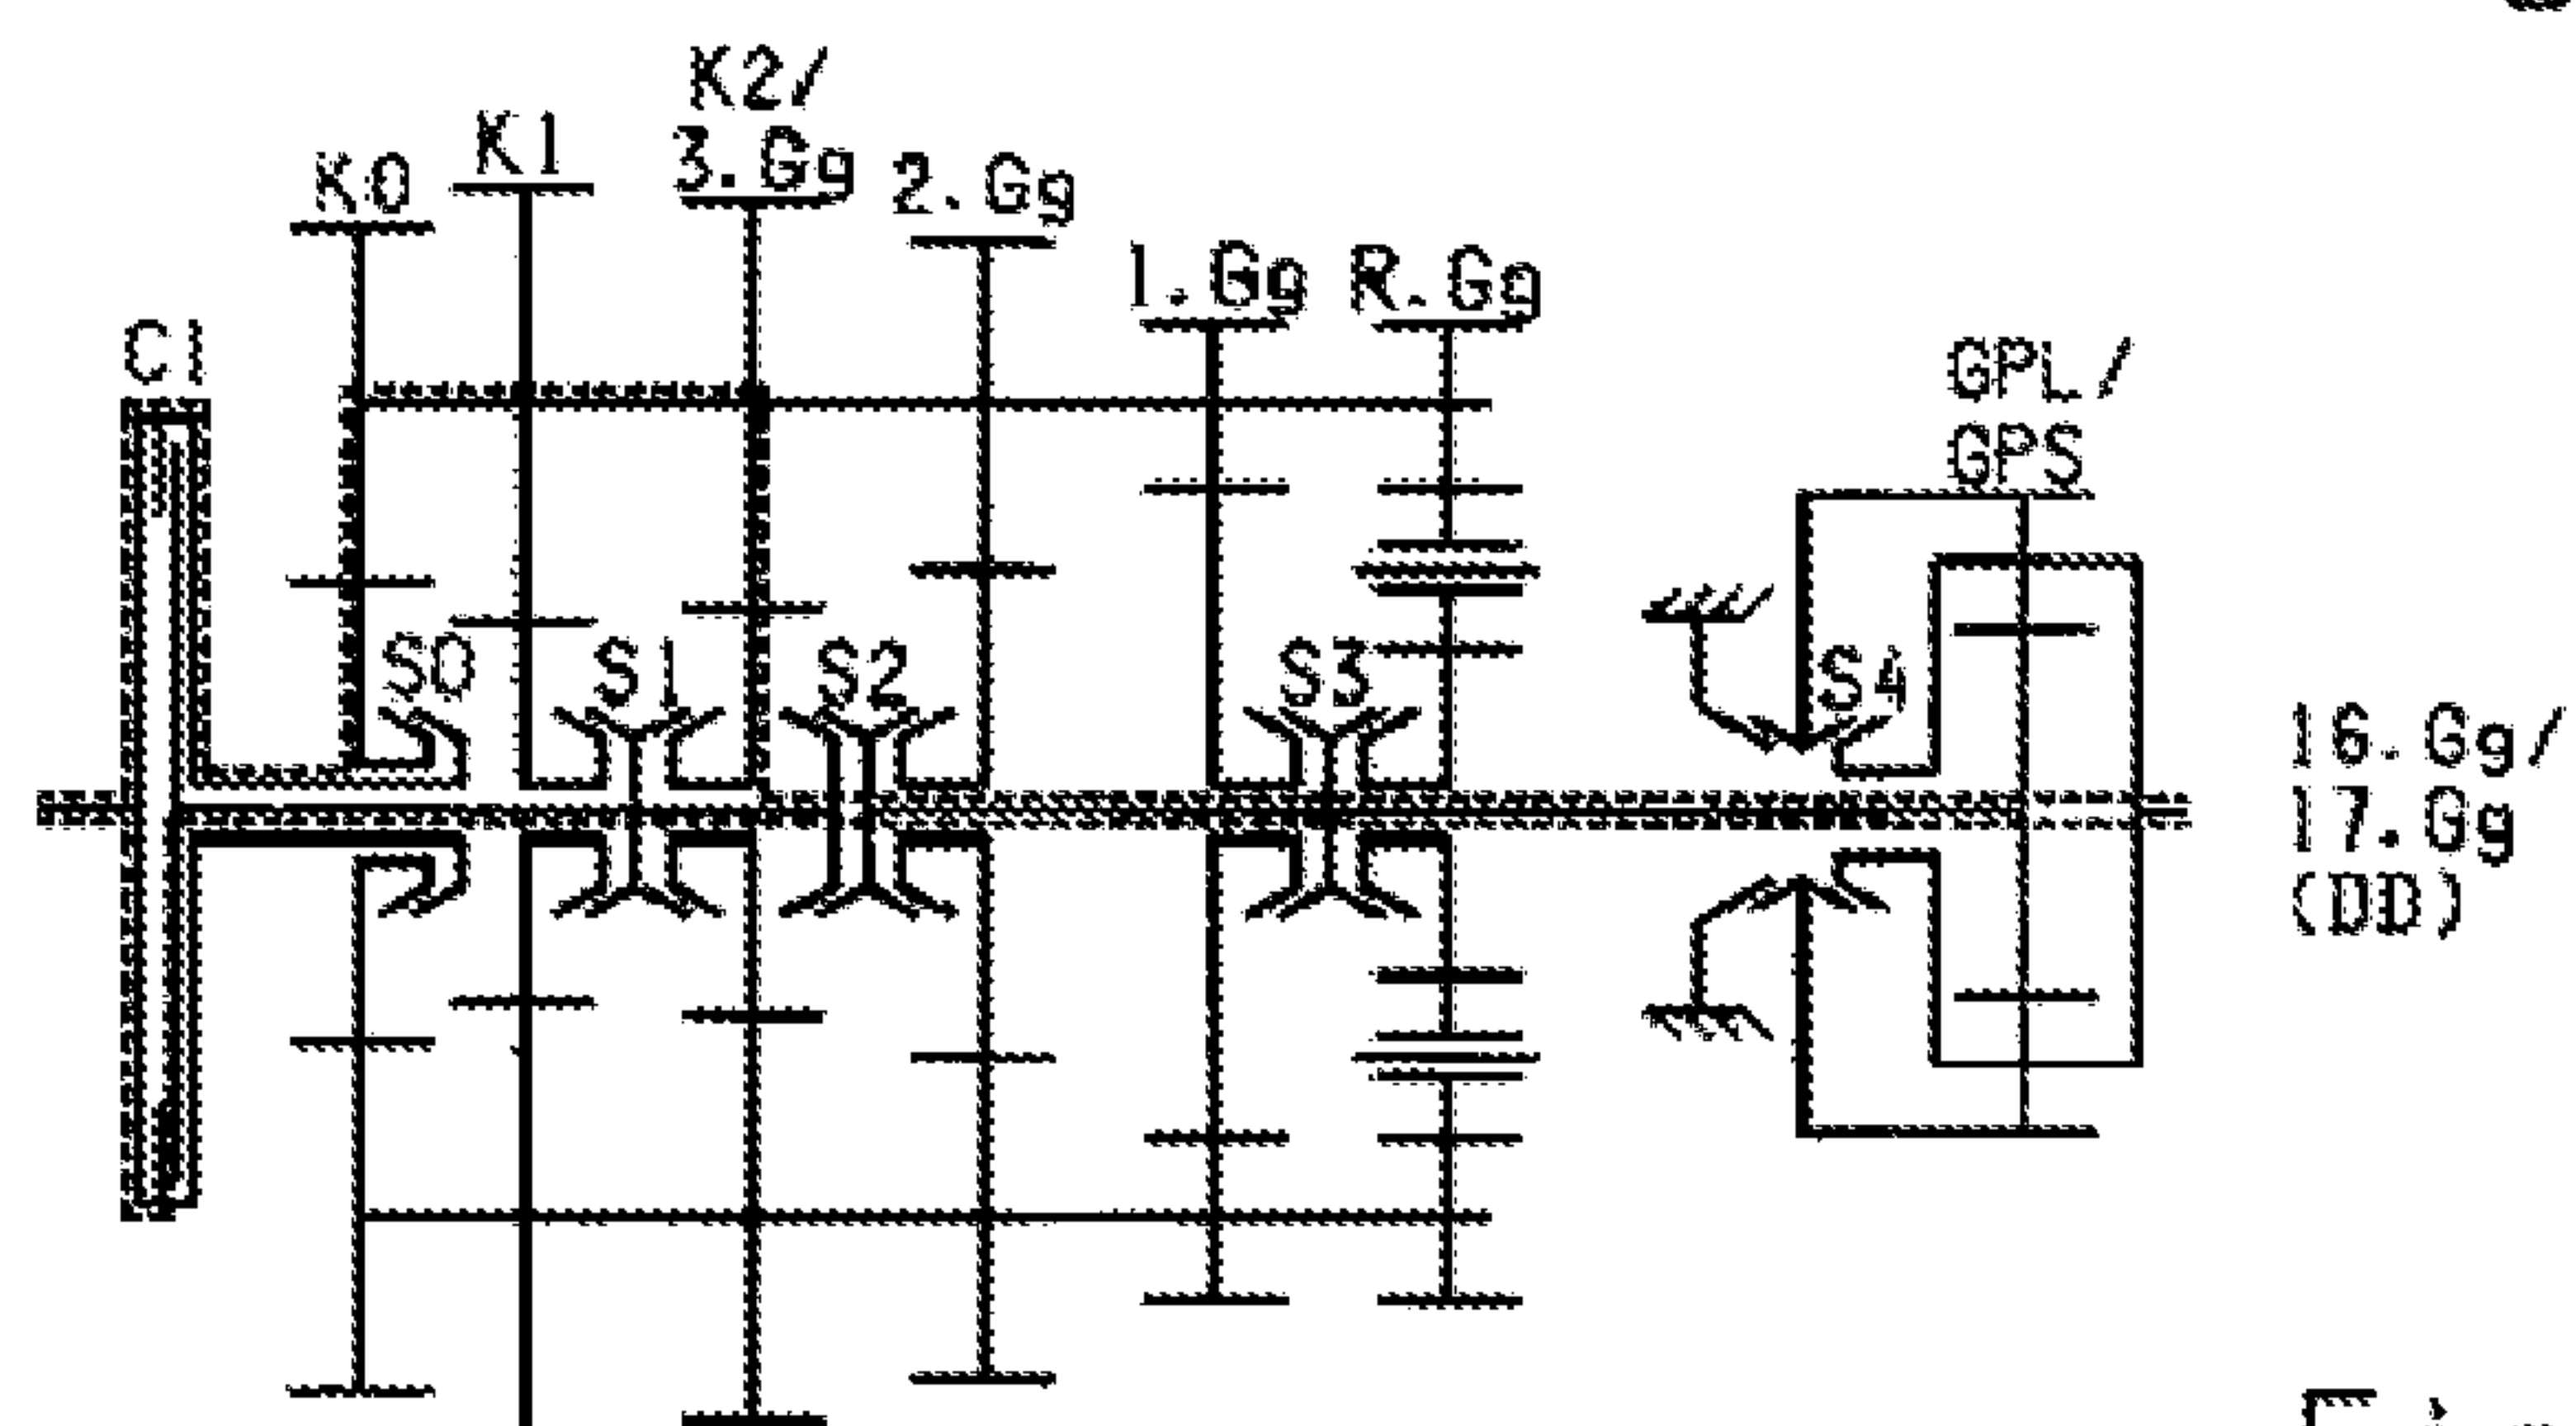 K2/
K1
3.Gg
K0
2.Gg
1.Gg
R.Gg
C1
GPL/
GPS
S0
S1
S2
S3
S4
16.Gg/
17.Gg
(DD)